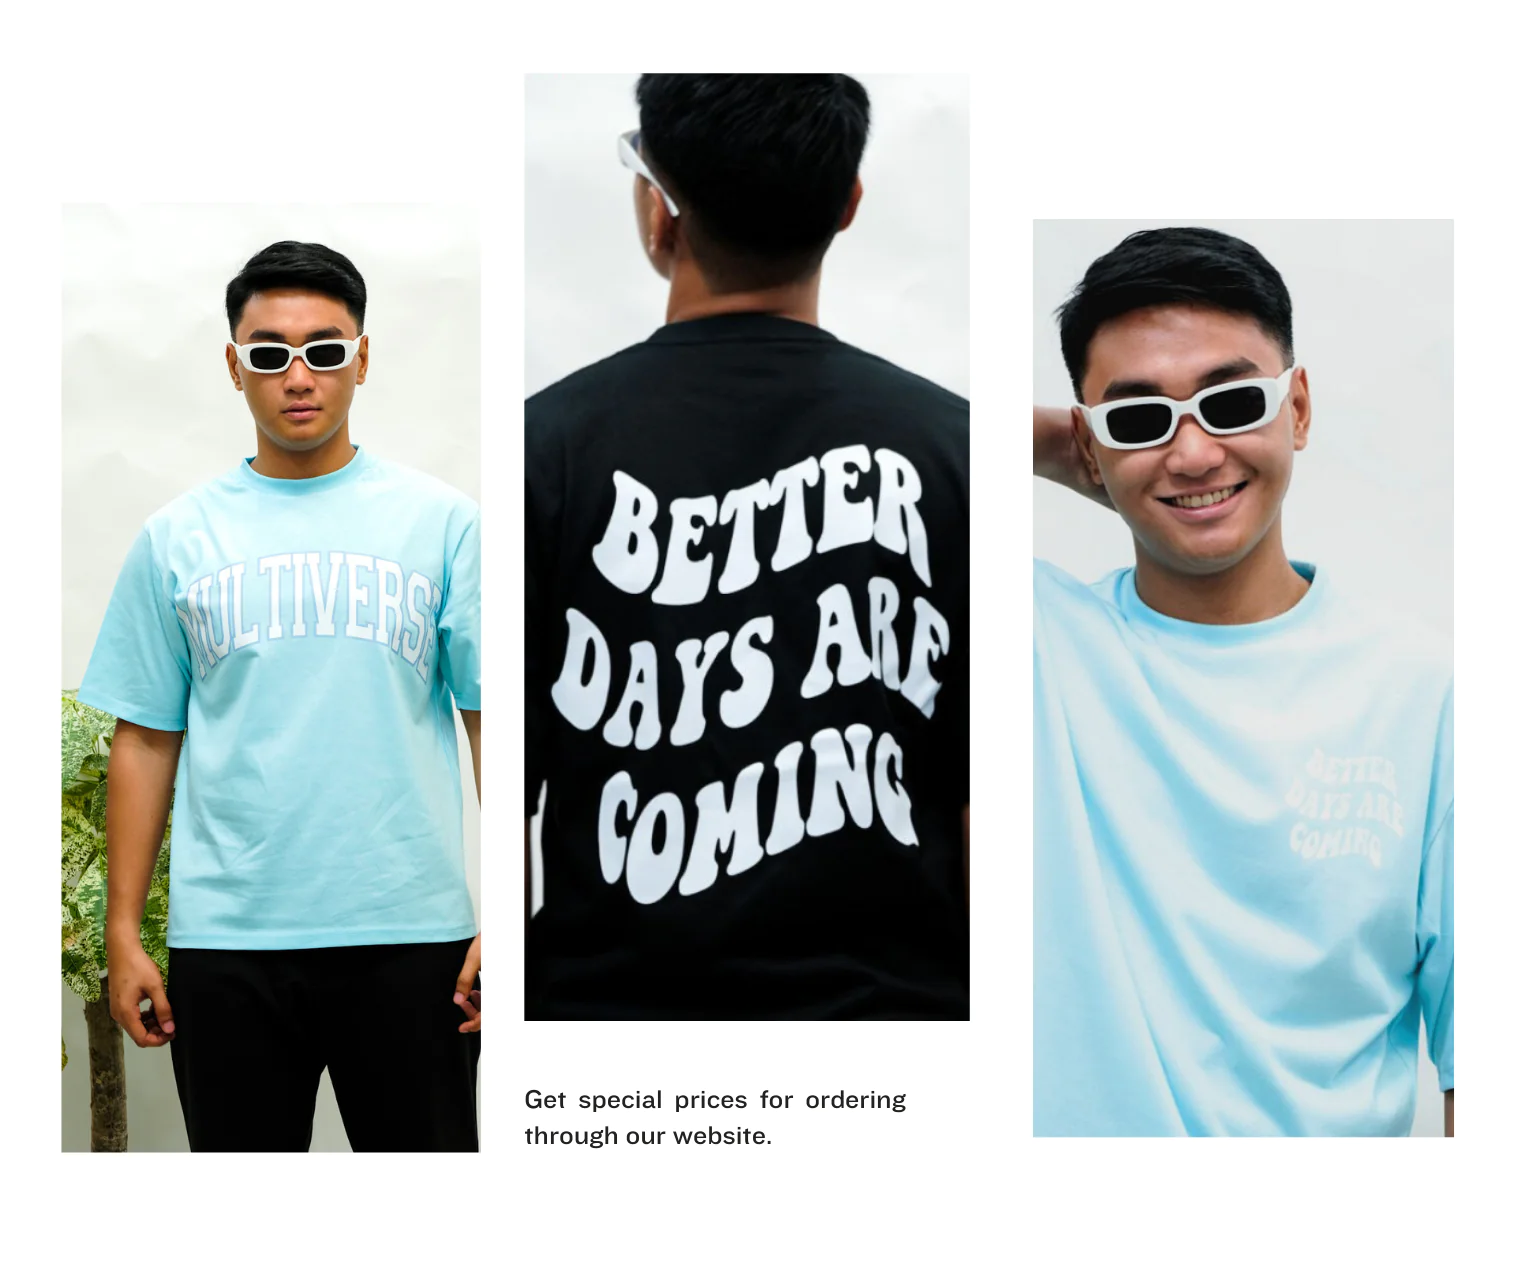 MULTIVERSE
BETTER
DAYS ARE
COMING
Get special prices for ordering
through our website.
BETTER
DAYS ARE
COMING